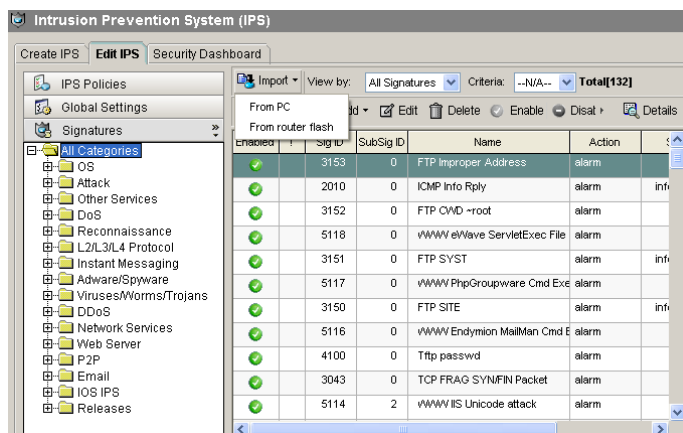 Intrusion Prevention System (IPS)
Create IPS Edit IPS Security Dashboard
IPS Policies
Global Settings
Signatures
All Categories
OS
Attack
Other Services
DoS
Reconnaissance
L2/L3/L4 Protocol
Instant Messaging
Adware/Spyware
Viruses/Worms/Trojans
DDoS
Network Services
Web Server
P2P
Email
IOS IPS
Releases
Import View by: All Signatures Criteria: --N/A-- Total[132]
From PC
From router flash
dd Edit Delete Enable Disat Details
Enabled ! Sig ID SubSig ID Name Action
3153 0 FTP Improper Address alarm
2010 0 ICMP Info Rply alarm info
3152 0 FTP CWD ~root alarm
5118 0 WWW eWave ServletExec File alarm
3151 0 FTP SYST alarm info
5117 0 WWW PhpGroupware Cmd Exe alarm
3150 0 FTP SITE alarm info
5116 0 WWW Endymion MailMan Cmd E alarm
4100 0 Tftp passwd alarm
3043 0 TCP FRAG SYN/FIN Packet alarm
5114 2 WWW IIS Unicode attack alarm